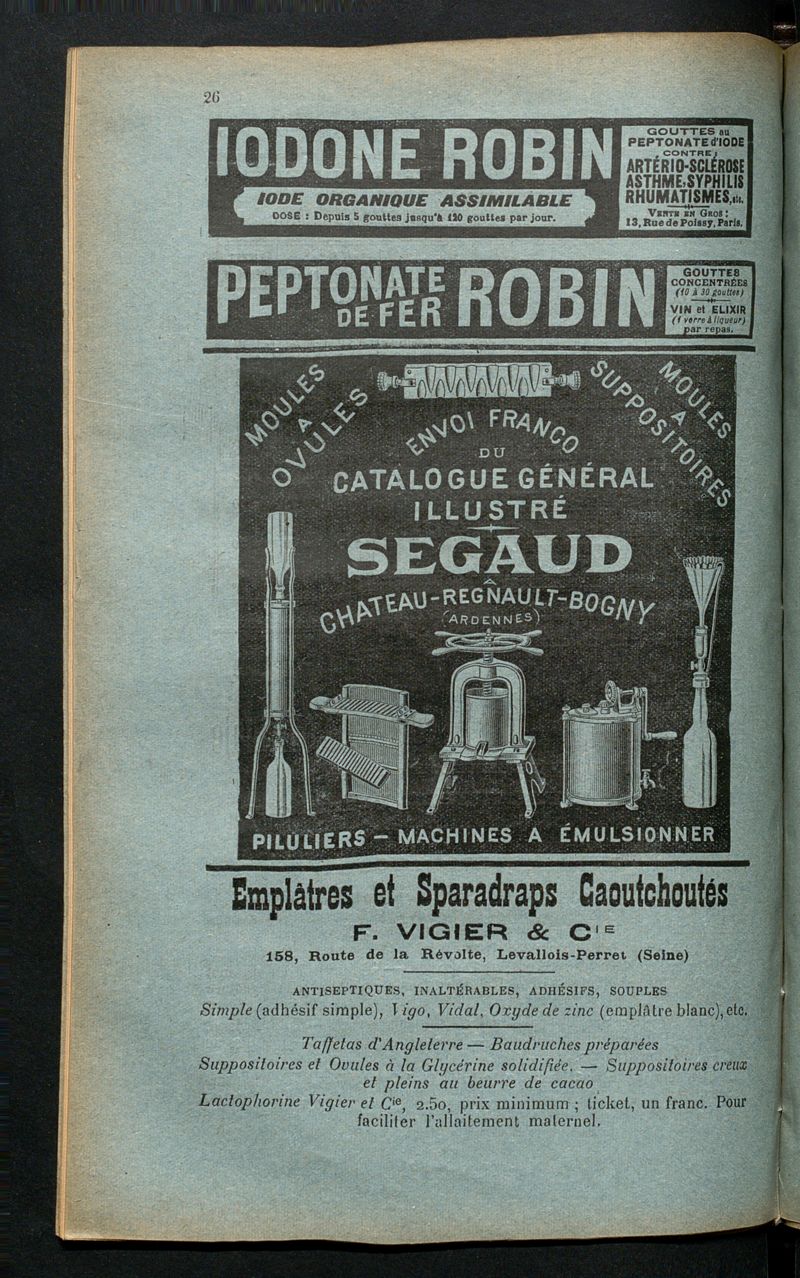 26
IODONE ROBIN
IODE ORGANIQUE ASSIMILABLE
DOSE : Depuis 5 gouttes jusqu'à 120 gouttes par jour.
GOUTTES au
PEPTONATE d'IODE
CONTRE:
ARTÉRIO-SCLÉROSE
ASTHME, SYPHILIS
RHUMATISMES, etc.
VENTE EN GROS :
13, Rue de Poissy, Paris.
PEPTONATE
DE FER
ROBIN
GOUTTES
CONCENTRÉES
(10 à 30 gouttes)
VIN et ELIXIR
(1 verre à liqueur)
par repas.
MOULES
A
OVULES
MOULES
A
SUPPOSITOIRES
ENVOI FRANCO
DU
CATALOGUE GÉNÉRAL
ILLUSTRÉ
SEGAUD
A
CHATEAU-REGNAULT-BOGNY
(ARDENNES)
PILULIERS – MACHINES A ÉMULSIONNER
Emplâtres et Sparadraps Caoutchoutés
F. VIGIER & CIE
158, Route de la Révolte, Levallois-Perret (Seine)
ANTISEPTIQUES, INALTÉRABLES, ADHÉSIFS, SOUPLES
Simple (adhésif simple), Vigo, Vidal, Oxyde de zinc (emplâtre blanc), etc.
Taffetas d'Angleterre — Baudruches préparées
Suppositoires et Ovules à la Glycérine solidifiée. — Suppositoires creux
et pleins au beurre de cacao
Lactophorine Vigier et Cie, 2.50, prix minimum ; ticket, un franc. Pour
faciliter l'allaitement maternel.